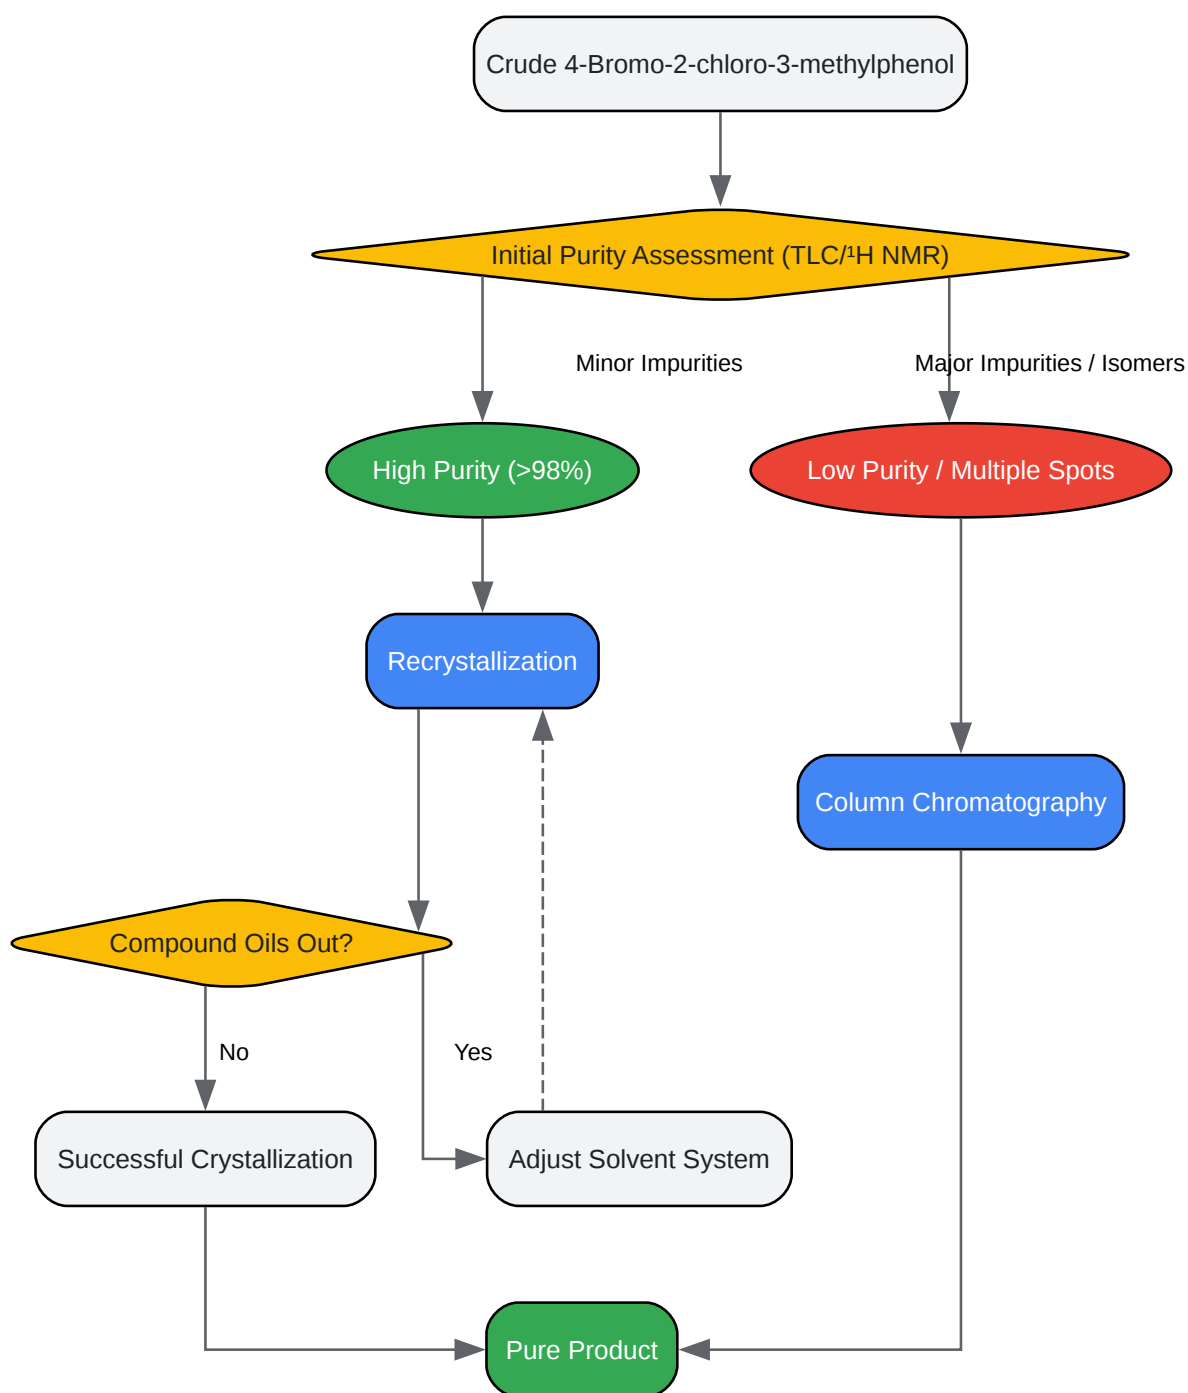 Crude 4-Bromo-2-chloro-3-methylphenol
Initial Purity Assessment (TLC/¹H NMR)
Minor Impurities
Major Impurities / Isomers
High Purity (>98%)
Low Purity / Multiple Spots
Recrystallization
Column Chromatography
Compound Oils Out?
No
Yes
Successful Crystallization
Adjust Solvent System
Pure Product